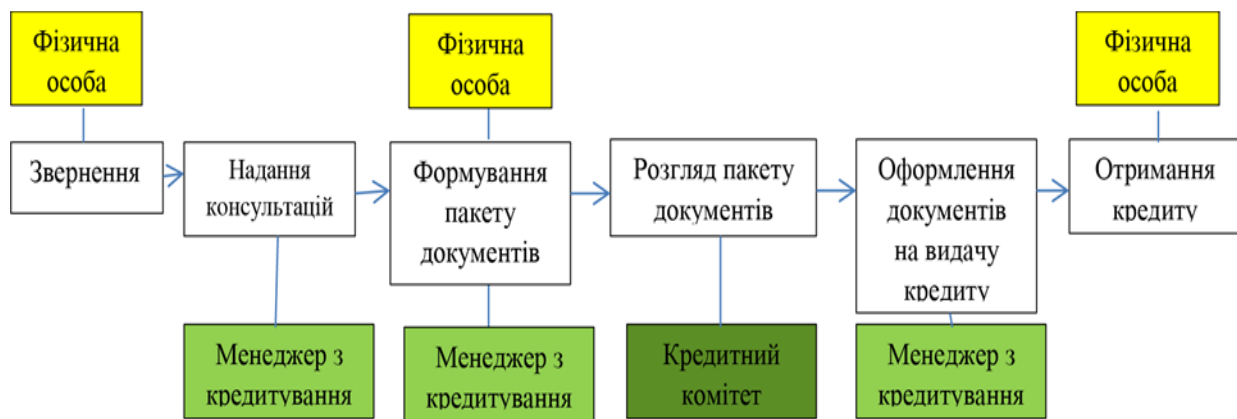 Фізична
особа
Фізична
особа
Фізична
особа
Звернення
Надання
консультацій
Формування
пакету
документів
Розгляд пакету
документів
Оформлення
документів
на видачу
кредиту
Отримання
кредиту
Менеджер з
кредитування
Менеджер з
кредитування
Кредитний
комітет
Менеджер з
кредитування